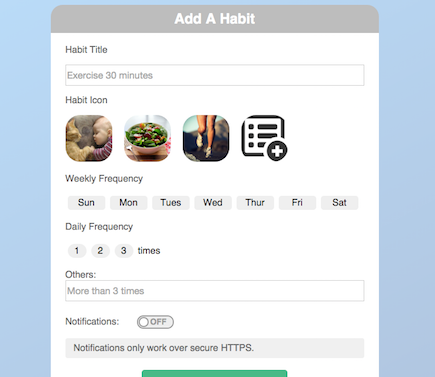 Add A Habit
Habit Title
Exercise 30 minutes
Habit Icon
Weekly Frequency
Sun Mon Tues Wed Thur Fri Sat
Daily Frequency
1 2 3 times
Others:
More than 3 times
Notifications: OFF
Notifications only work over secure HTTPS.